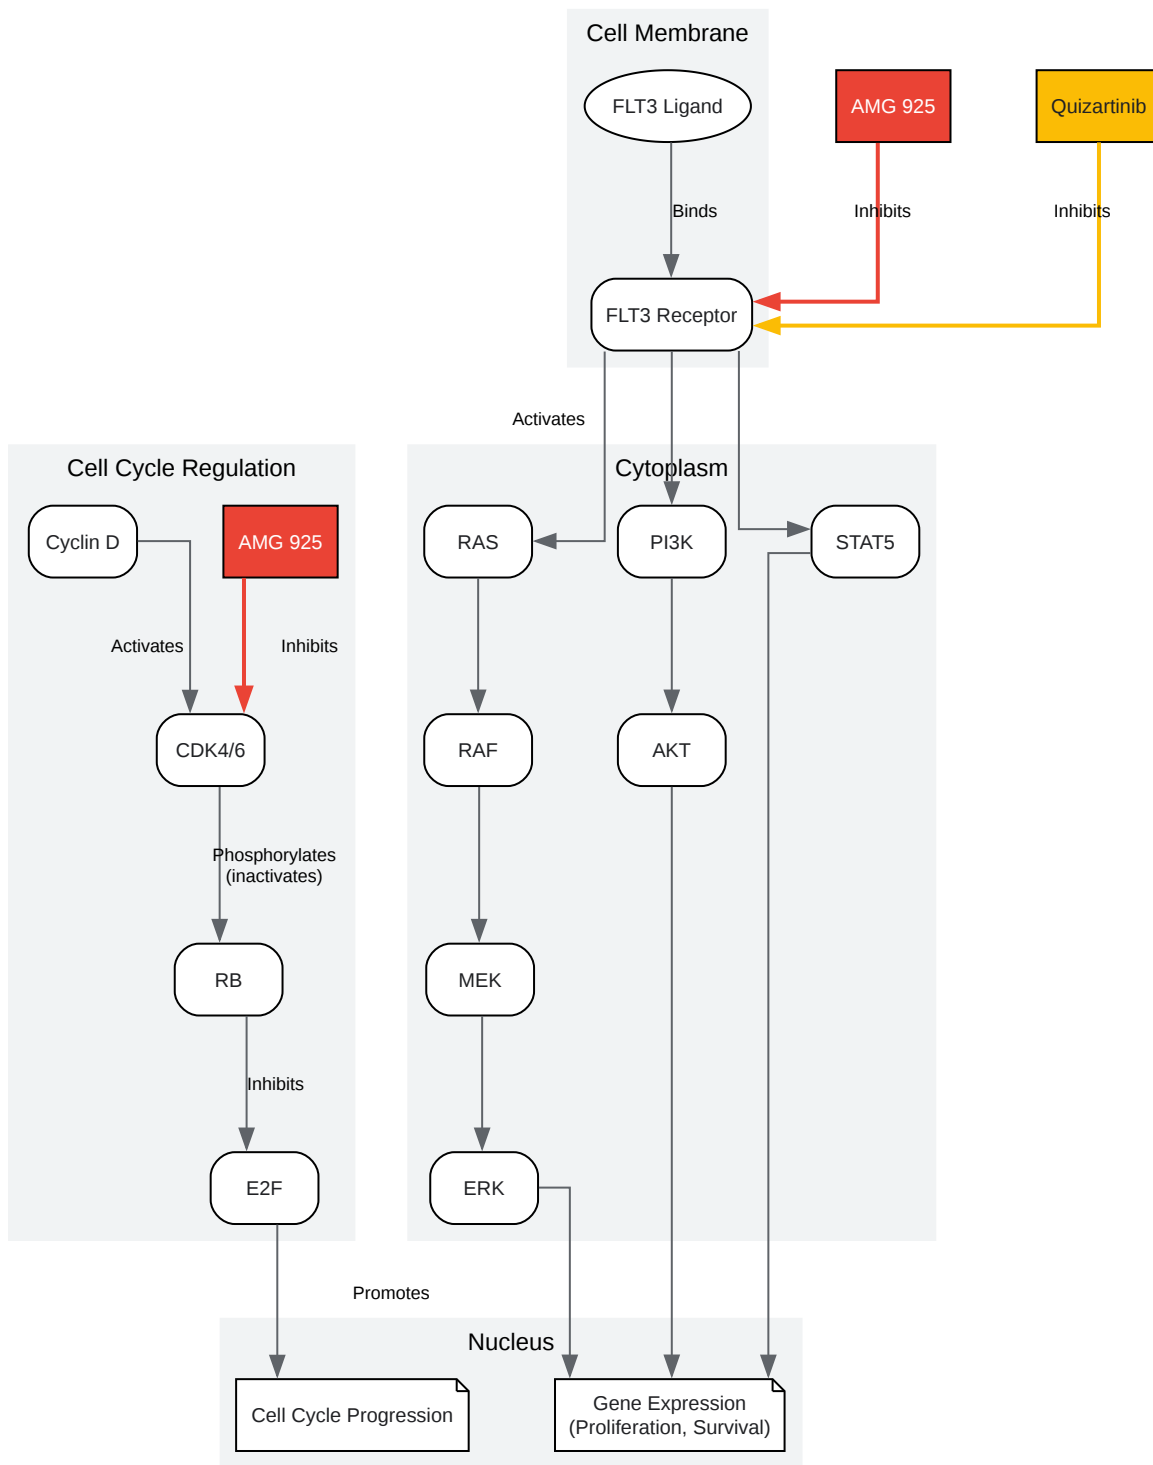 Cell Membrane
FLT3 Ligand
AMG 925
Quizartinib
Binds
Inhibits
Inhibits
FLT3 Receptor
Activates
Cell Cycle Regulation
Cytoplasm
Cyclin D
AMG 925
RAS
PI3K
STAT5
Activates
Inhibits
CDK4/6
RAF
AKT
Phosphorylates
(inactivates)
RB
MEK
Inhibits
E2F
ERK
Promotes
Nucleus
Cell Cycle Progression
Gene Expression
(Proliferation, Survival)